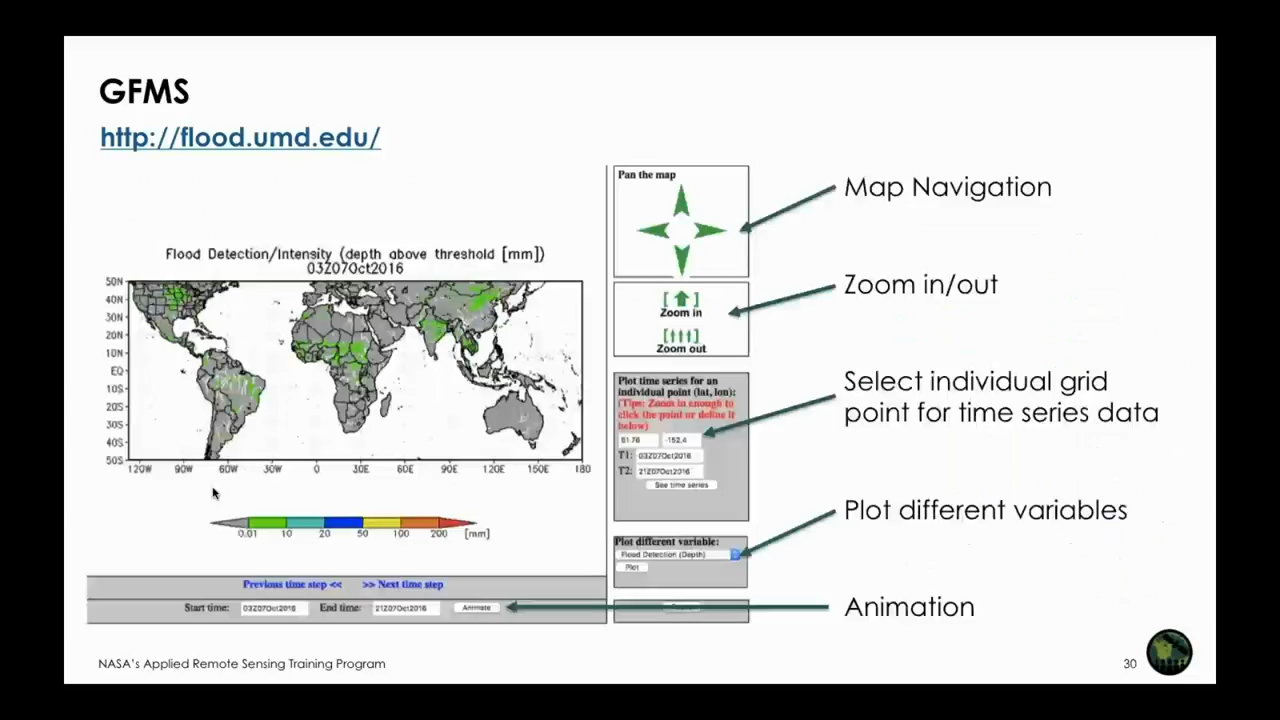 GFMS
http://flood.umd.edu/
Flood Detection/Intensity (depth above threshold [mm])
03Z07Oct2016
50N
40N
30N
20N
10N
EQ
10S
20S
30S
40S
50S
120W 90W 60W 30W 0 30E 60E 90E 120E 150E 180
0.01 10 20 50 100 200 [mm]
Previous time step << >> Next time step
Start time: 03Z07Oct2016 End time: 21Z07Oct2016 Animate
Pan the map
Zoom in
Zoom out
Plot time series for an
individual point (lat, lon):
(Tips: Zoom in enough to
click the point or define it
below)
51.78 -152.4
T1: 03Z07Oct2016
T2: 21Z07Oct2016
See time series
Plot different variable:
Flood Detection (Depth)
Plot
Map Navigation
Zoom in/out
Select individual grid
point for time series data
Plot different variables
Animation
NASA's Applied Remote Sensing Training Program
30